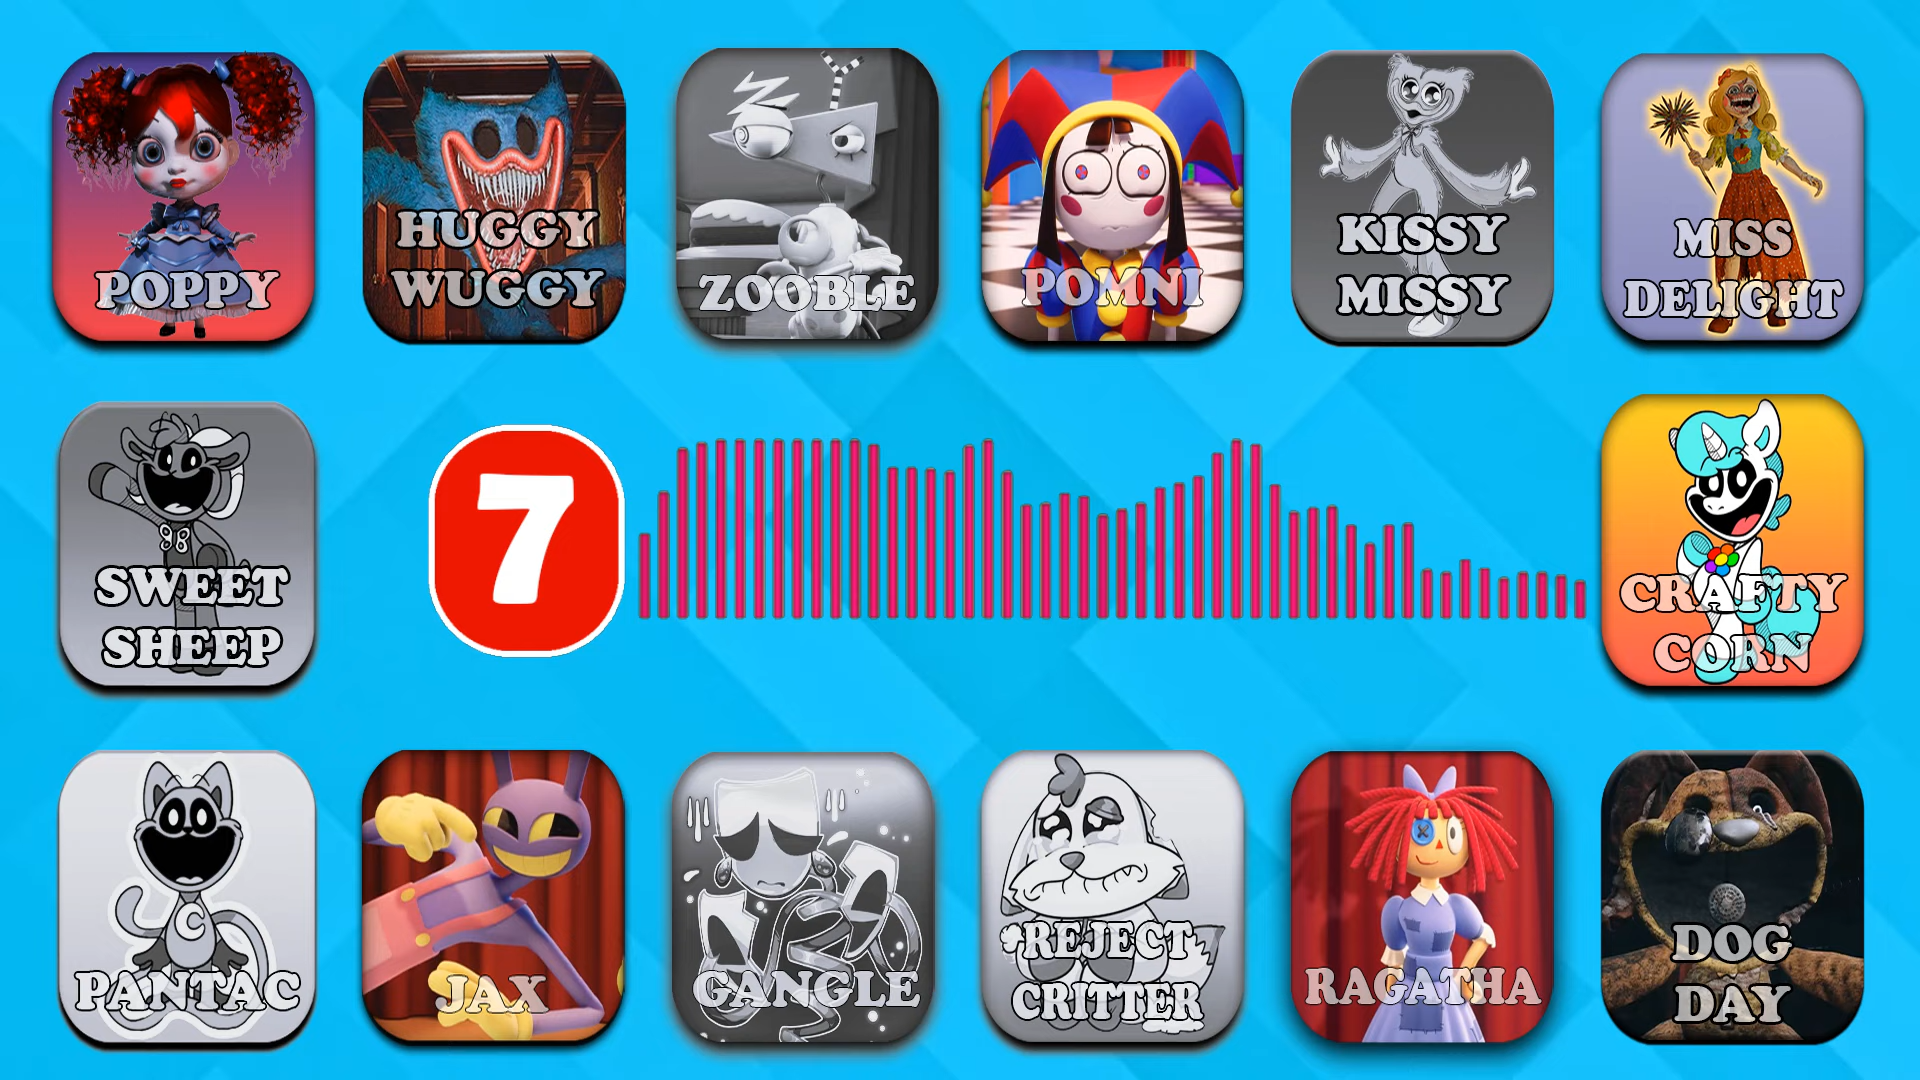 POPPY
HUGGY
WUGGY
ZOOBLE
POMNI
KISSY
MISSY
MISS
DELIGHT
SWEET
SHEEP
7
CRAFTY
CORN
PANTAC
C
JAX
GANGLE
REJECT
CRITTER
RAGATHA
DOG
DAY